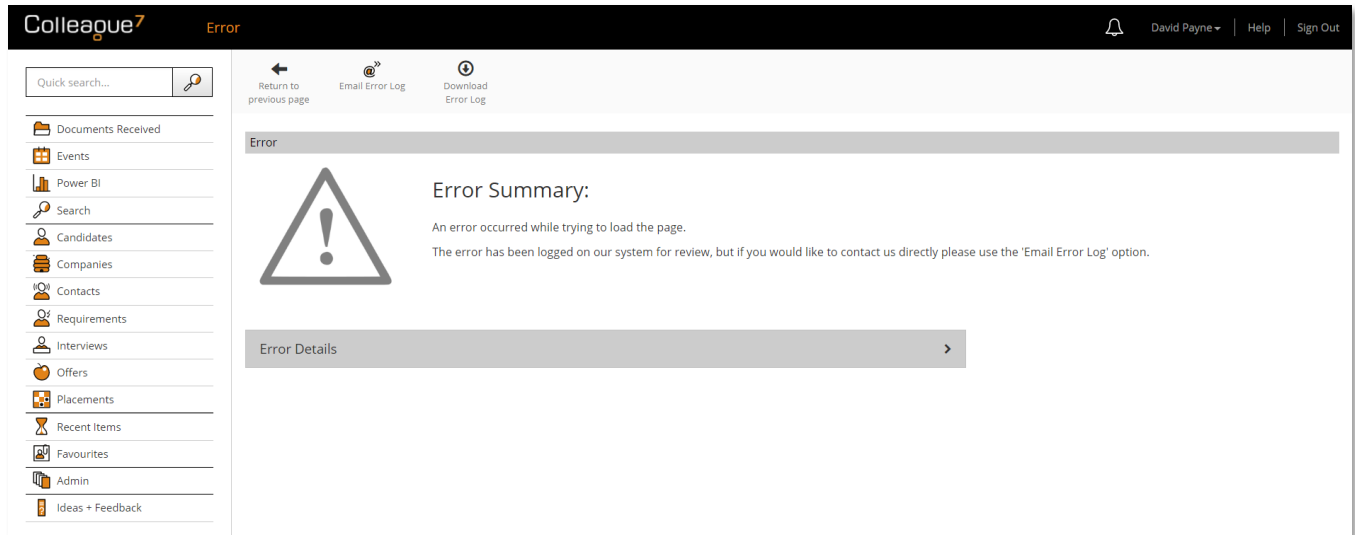 Colleague7
Error
David Payne
Help
Sign Out
Quick search...
Return to
previous page
@»
Email Error Log
Download
Error Log
Documents Received
Events
Power BI
Search
Candidates
Companies
Contacts
Requirements
Interviews
Offers
Placements
Recent Items
Favourites
Admin
Ideas + Feedback
Error
Error Summary:
An error occurred while trying to load the page.
The error has been logged on our system for review, but if you would like to contact us directly please use the 'Email Error Log' option.
Error Details